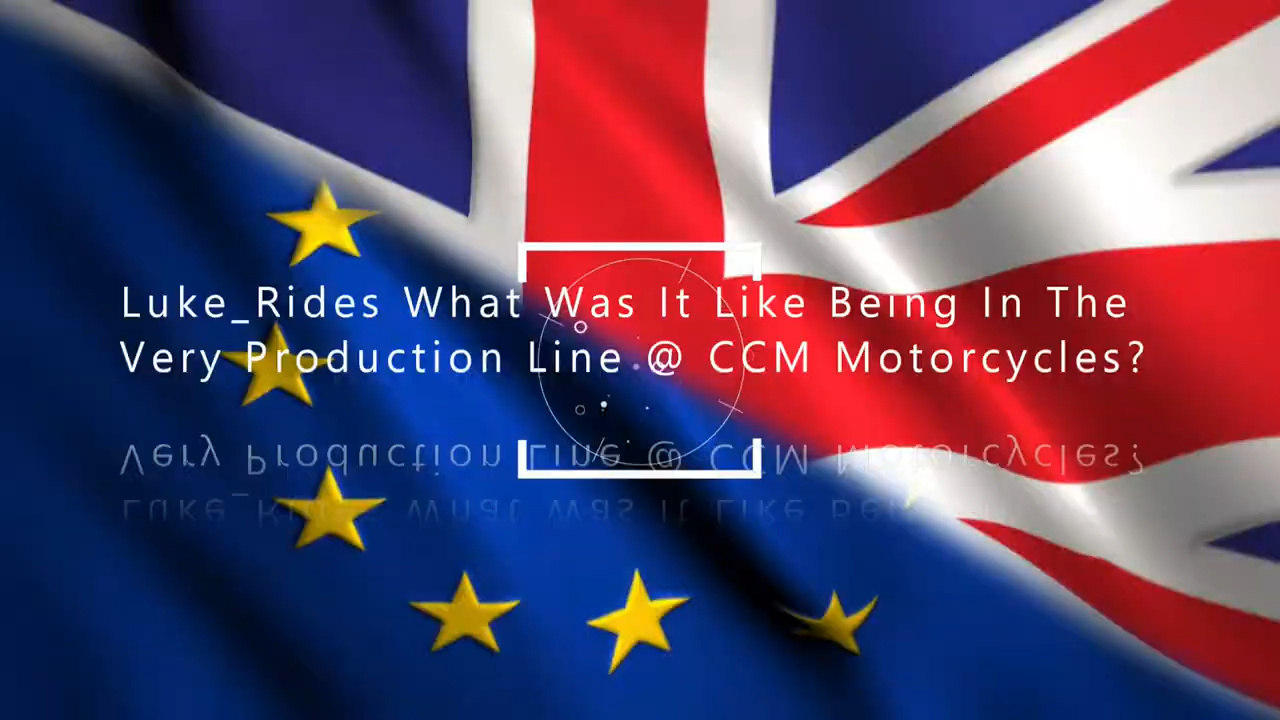 Luke_Rides What Was It Like Being In The
Very Production Line @ CCM Motorcycles?